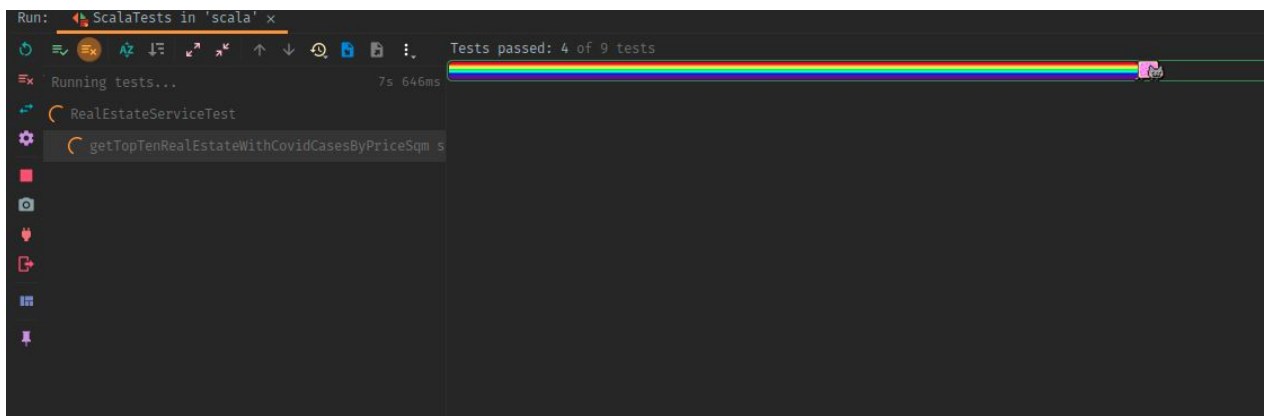 Run: ScalaTests in 'scala' ×
Tests passed: 4 of 9 tests
Running tests... 7s 646ms
RealEstateServiceTest
getTopTenRealEstateWithCovidCasesByPriceSqm s